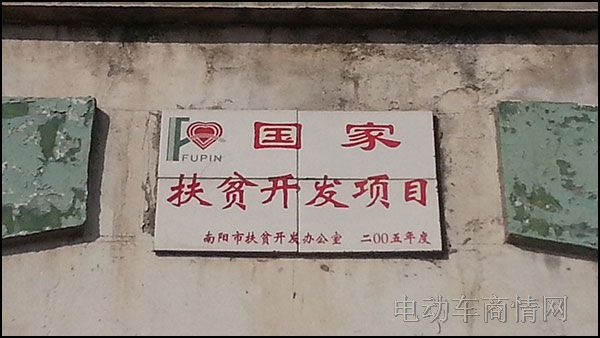 FUPIN
国家
扶贫开发项目
南阳市扶贫开发办公室 二00五年度
电动车商情网